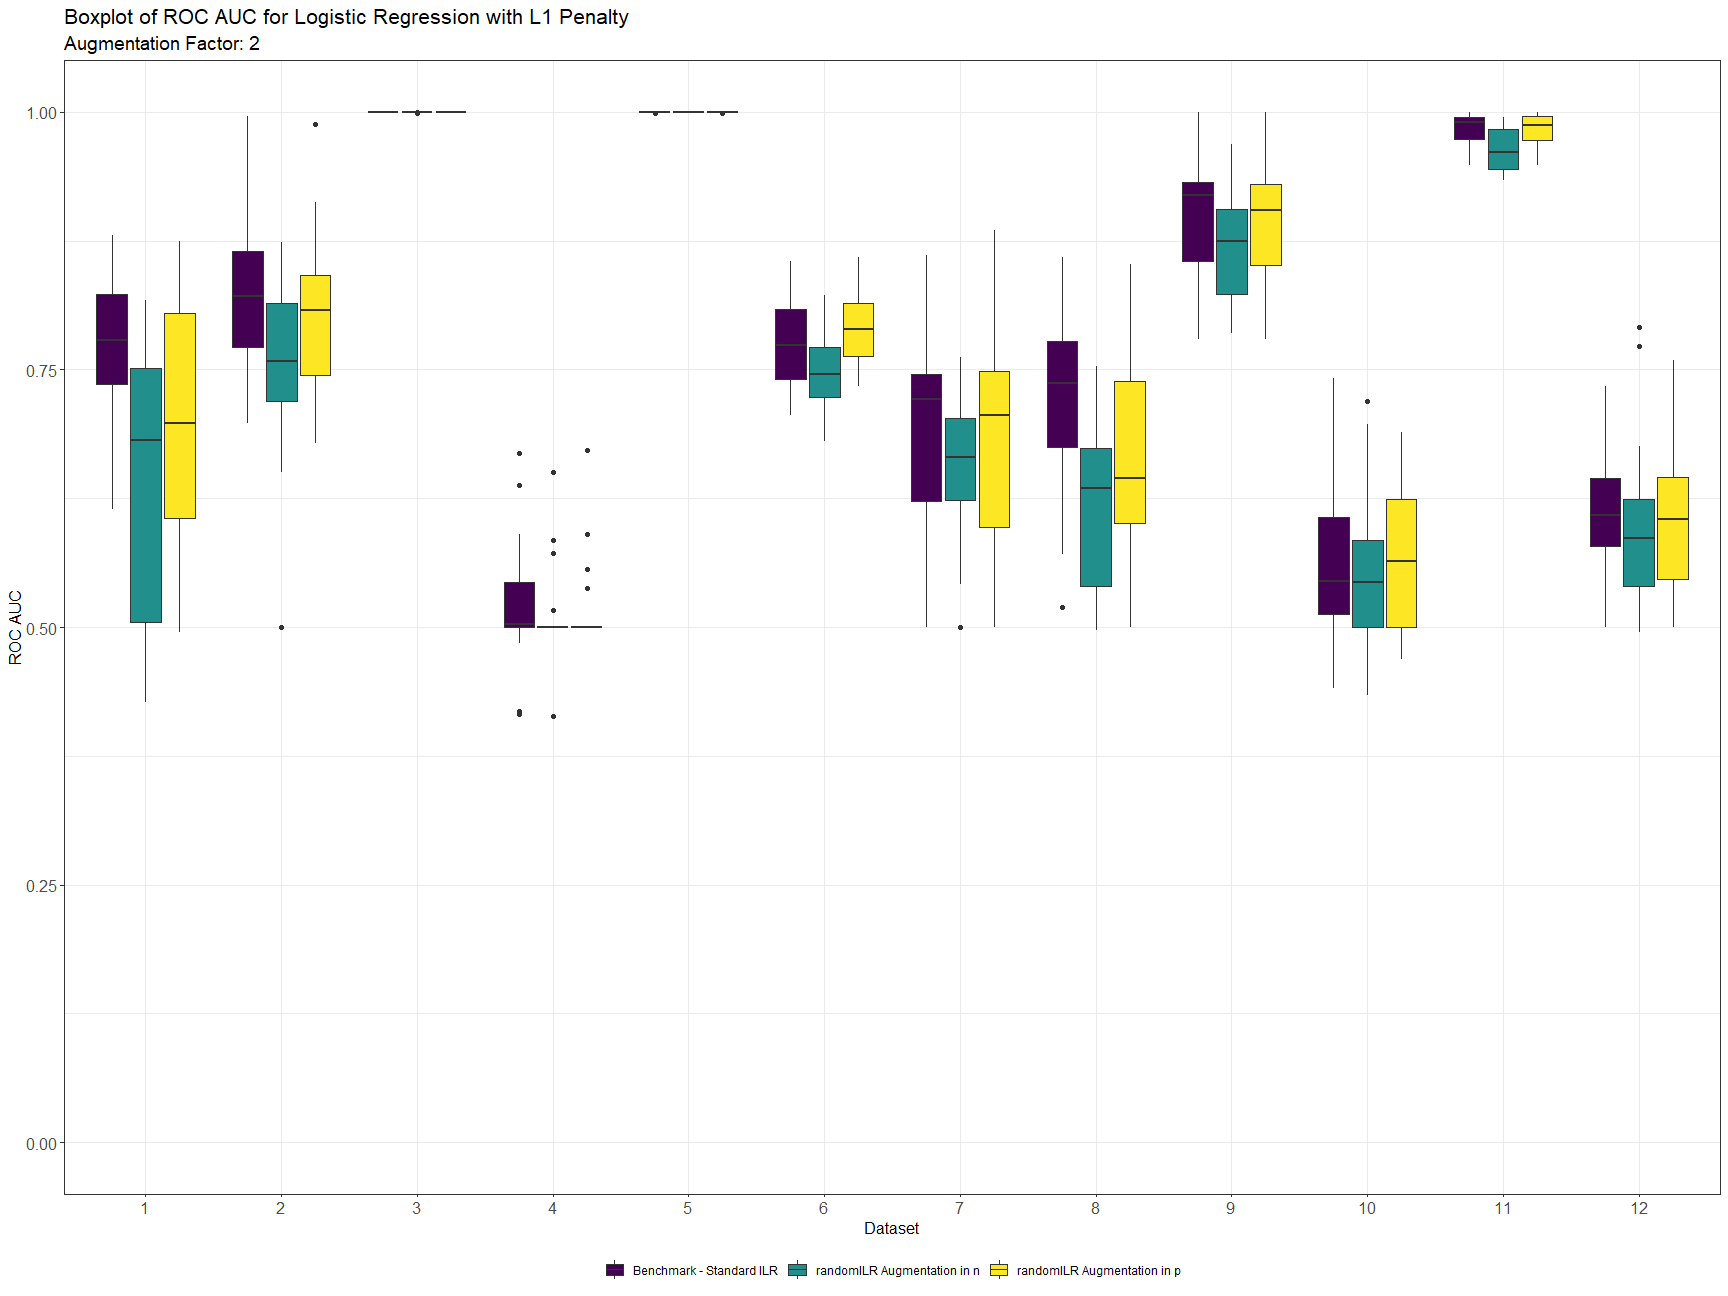 Boxplot of ROC AUC for Logistic Regression with L1 Penalty
Augmentation Factor: 2
1.00
0.75
0.50
0.25
0.00
ROC AUC
1 2 3 4 5 6 7 8 9 10 11 12
Dataset
Benchmark - Standard ILR randomILR Augmentation in n randomILR Augmentation in p